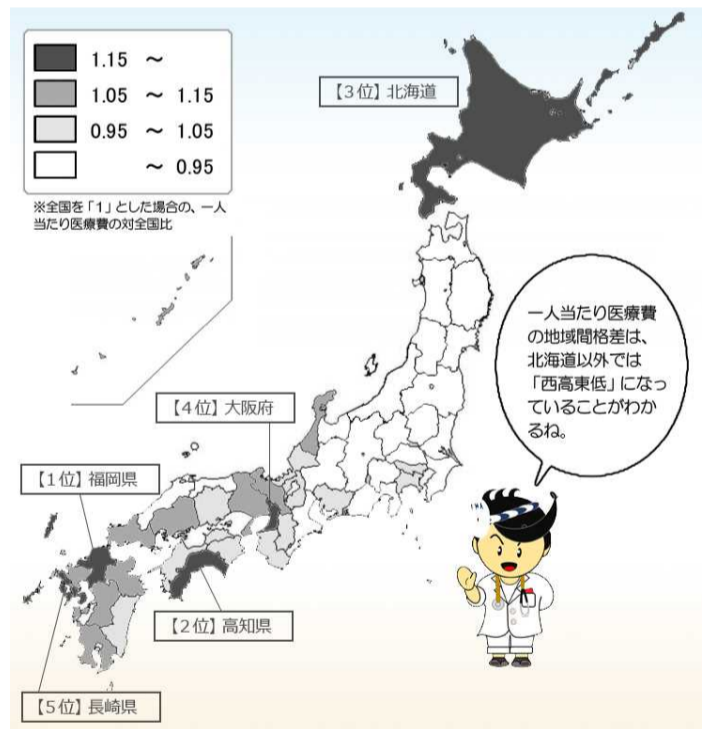 1.15 ～
1.05 ～ 1.15
0.95 ～ 1.05
～ 0.95
※全国を「1」とした場合の、一人
当たり医療費の対全国比
【3位】北海道
一人当たり医療費
の地域間格差は、
北海道以外では
「西高東低」になっ
ていることがわか
るね。
【4位】大阪府
【1位】福岡県
【2位】高知県
【5位】長崎県